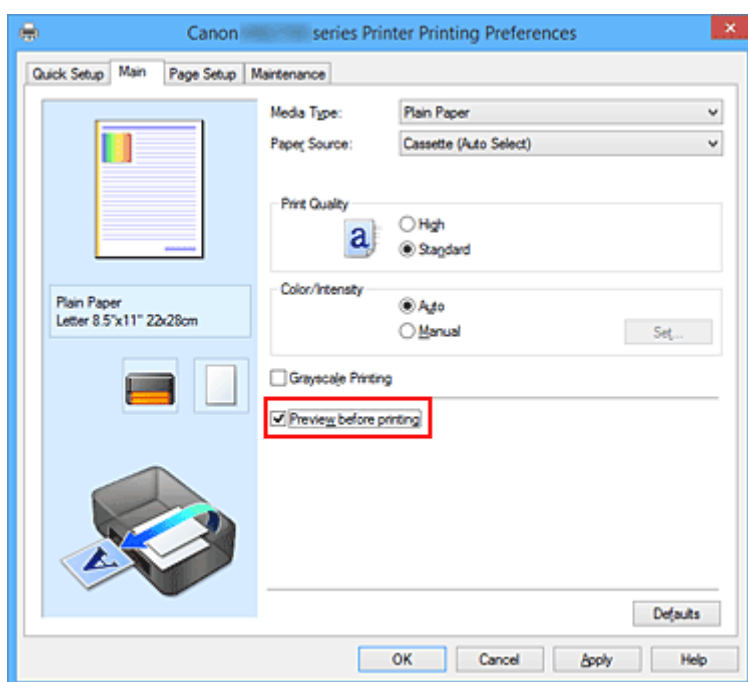 Canon series Printer Printing Preferences
Quick Setup Main Page Setup Maintenance
Media Type: Plain Paper
Paper Source: Cassette (Auto Select)
Print Quality
a
High
Standard
Plain Paper
Letter 8.5"x11" 22x28cm
Color/Intensity
Auto
Manual
Set...
Grayscale Printing
Preview before printing
A
Defaults
OK Cancel Apply Help